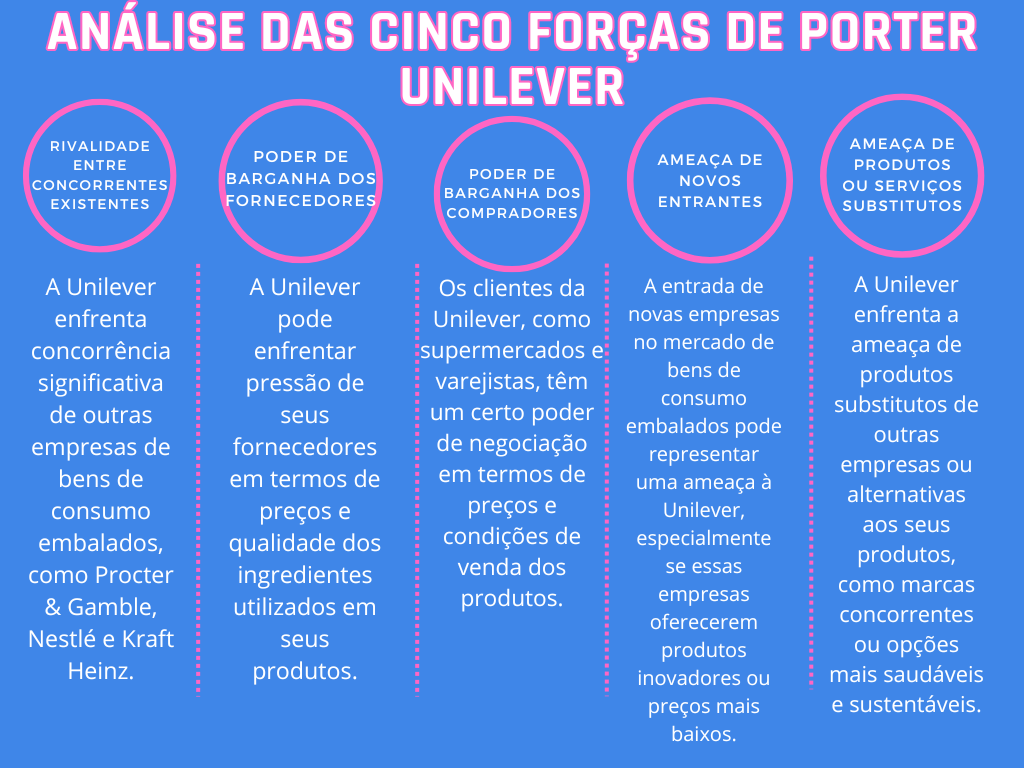 ANÁLISE DAS CINCO FORÇAS DE PORTER
UNILEVER
RIVALIDADE
ENTRE
CONCORRENTES
EXISTENTES
A Unilever
enfrenta
concorrência
significativa
de outras
empresas de
bens de
consumo
embalados,
como Procter
& Gamble,
Nestlé e Kraft
Heinz.
PODER DE
BARGANHA DOS
FORNECEDORES
A Unilever
pode
enfrentar
pressão de
seus
fornecedores
em termos de
preços e
qualidade dos
ingredientes
utilizados em
seus
produtos.
PODER DE
BARGANHA DOS
COMPRADORES
Os clientes da
Unilever, como
supermercados e
varejistas, têm
um certo poder
de negociação
em termos de
preços e
condições de
venda dos
produtos.
AMEAÇA DE
NOVOS
ENTRANTES
A entrada de
novas empresas
no mercado de
bens de
consumo
embalados pode
representar
uma ameaça à
Unilever,
especialmente
se essas
empresas
oferecerem
produtos
inovadores ou
preços mais
baixos.
AMEAÇA DE
PRODUTOS
OU SERVIÇOS
SUBSTITUTOS
A Unilever
enfrenta a
ameaça de
produtos
substitutos de
outras
empresas ou
alternativas
aos seus
produtos,
como marcas
concorrentes
ou opções
mais saudáveis
e sustentáveis.